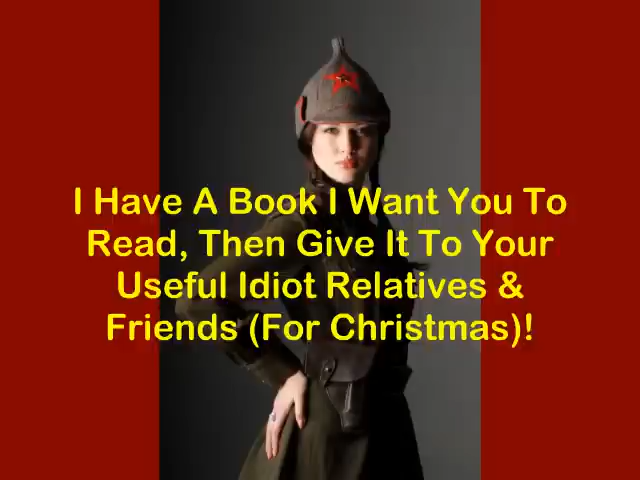 I Have A Book I Want You To
Read, Then Give It To Your
Useful Idiot Relatives &
Friends (For Christmas)!